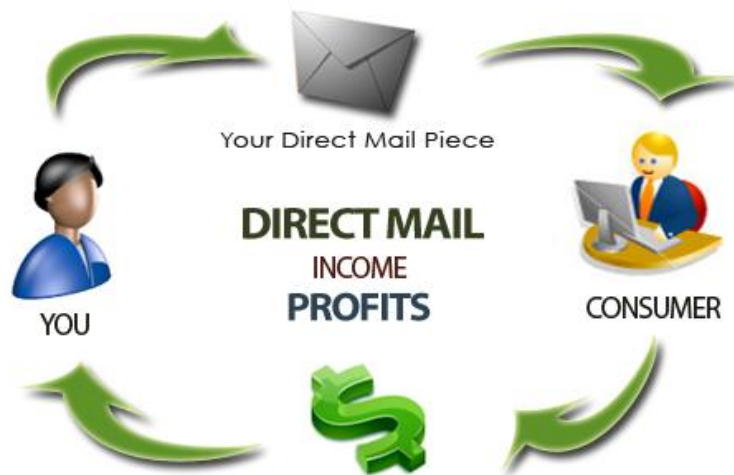 Your Direct Mail Piece
DIRECT MAIL
INCOME
PROFITS
YOU
CONSUMER